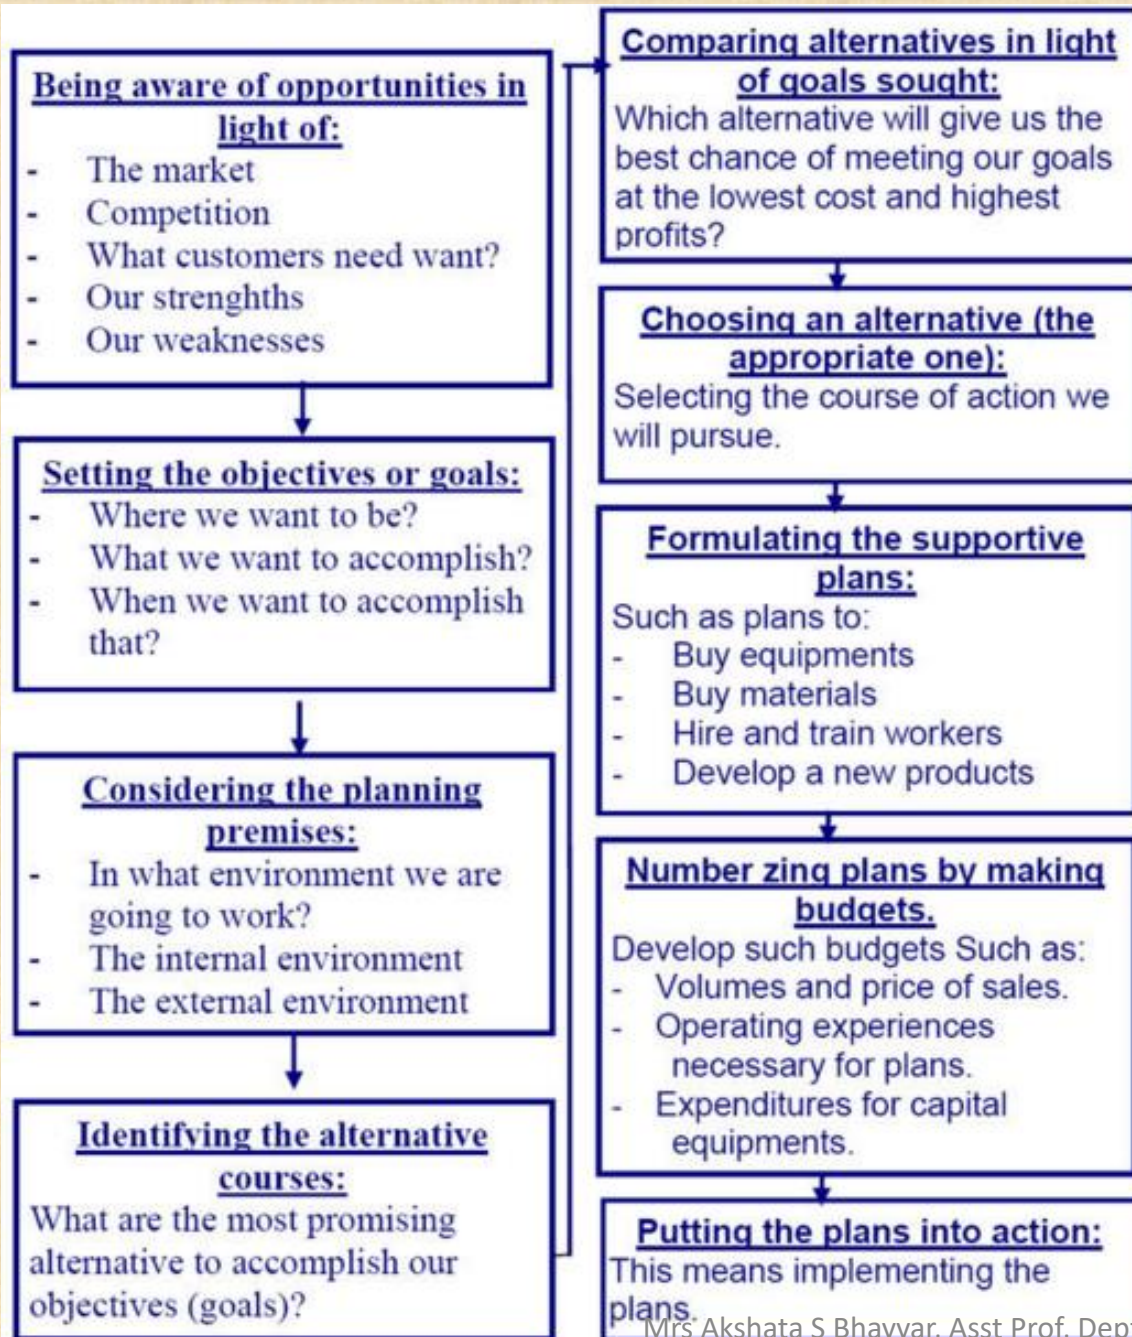 Being aware of opportunities in
light of:
- The market
- Competition
- What customers need want?
- Our strenghths
- Our weaknesses
Setting the objectives or goals:
- Where we want to be?
- What we want to accomplish?
- When we want to accomplish
that?
Considering the planning
premises:
- In what environment we are
going to work?
- The internal environment
- The external environment
Identifying the alternative
courses:
What are the most promising
alternative to accomplish our
objectives (goals)?
Comparing alternatives in light
of goals sought:
Which alternative will give us the
best chance of meeting our goals
at the lowest cost and highest
profits?
Choosing an alternative (the
appropriate one):
Selecting the course of action we
will pursue.
Formulating the supportive
plans:
Such as plans to:
- Buy equipments
- Buy materials
- Hire and train workers
- Develop a new products
Number zing plans by making
budgets.
Develop such budgets Such as:
- Volumes and price of sales.
- Operating experiences
necessary for plans.
- Expenditures for capital
equipments.
Putting the plans into action:
This means implementing the
plans.
Mrs Akshata S Bhavvar, Asst Prof. Dept